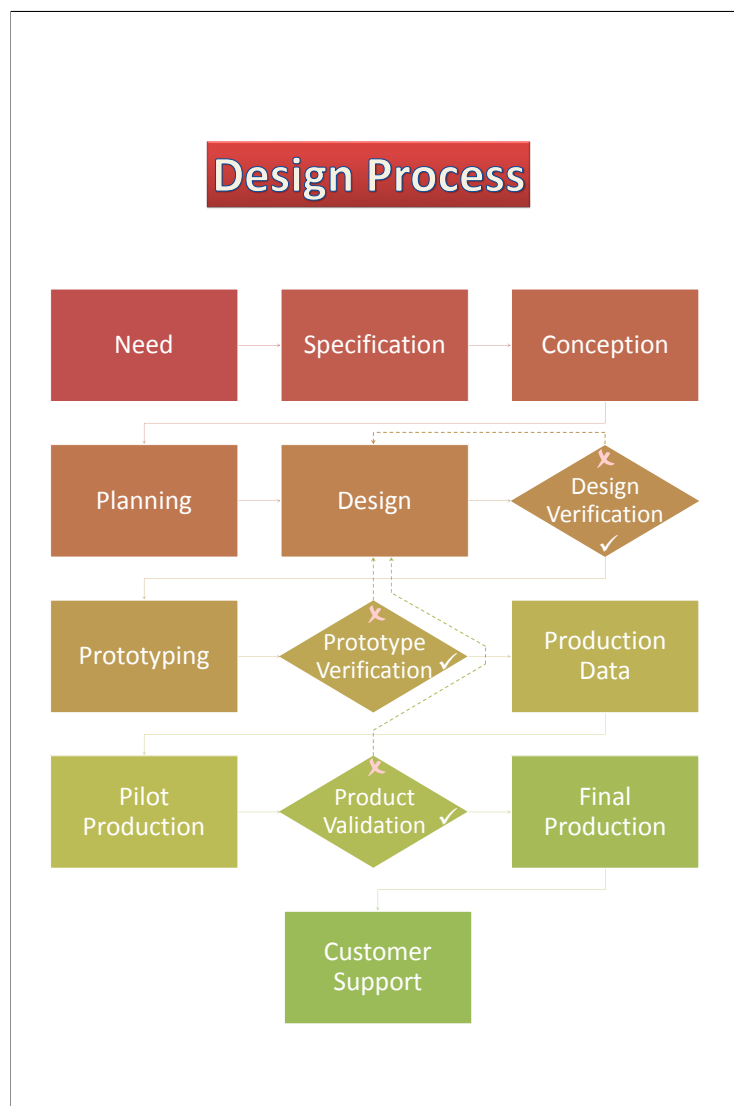 Design Process
Need
Specification
Conception
Planning
Design
Design
Verification
Prototyping
Prototype
Verification
Production
Data
Pilot
Production
Product
Validation
Final
Production
Customer
Support